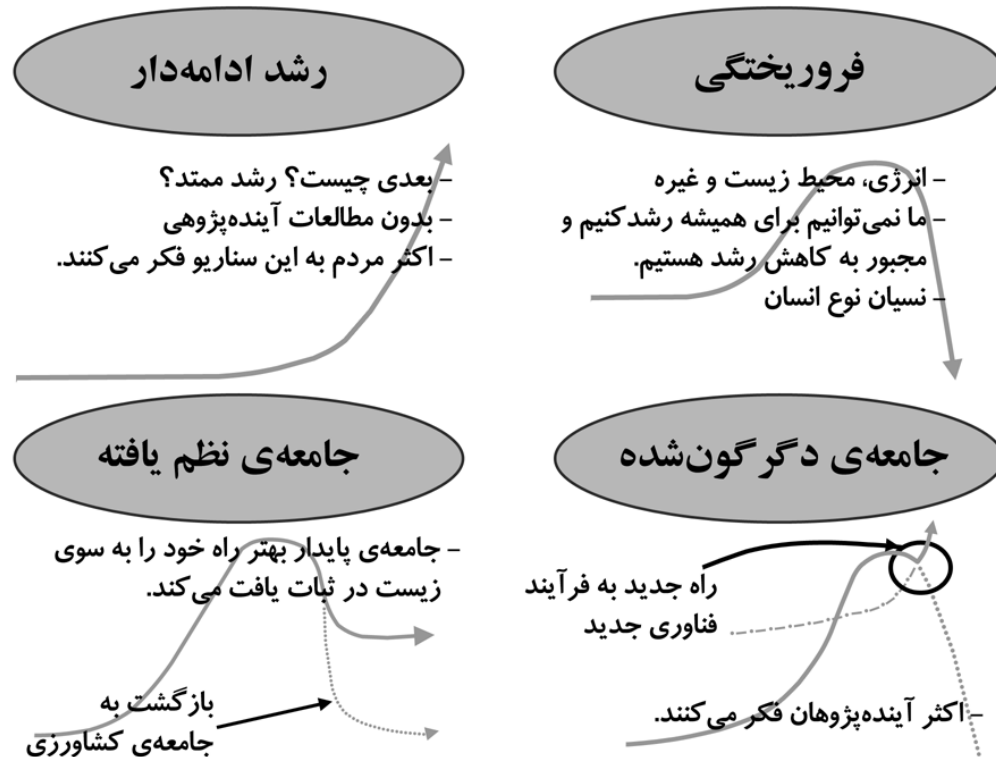 فروریختگی
– انرژی، محیط زیست و غیره
– ما نمی‌توانیم برای همیشه رشدکنیم و
مجبور به کاهش رشد هستیم.
– نسیان نوع انسان
رشد ادامه‌دار
– بعدی چیست؟ رشد ممتد؟
– بدون مطالعات آینده‌پژوهی
– اکثر مردم به این سناریو فکر می‌کنند.
جامعه‌ی دگرگون‌شده
راه جدید به فرآیند
فناوری جدید
– اکثر آینده‌پژوهان فکر می‌کنند.
جامعه‌ی نظم یافته
– جامعه‌ی پایدار بهتر راه خود را به سوی
زیست در ثبات یافت می‌کند.
بازگشت به
جامعه‌ی کشاورزی